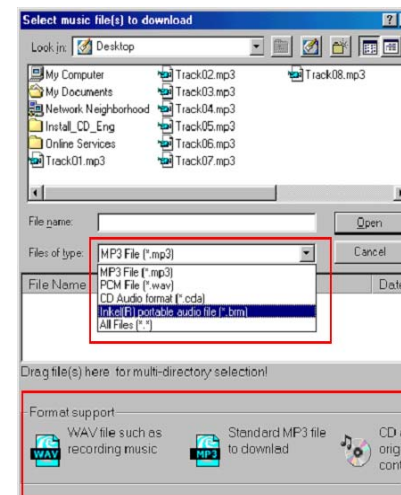 Select music file(s) to download
Look in: Desktop
My Computer
My Documents
Network Neighborhood
Install_CD_Eng
Online Services
Track01.mp3
Track02.mp3
Track03.mp3
Track04.mp3
Track05.mp3
Track06.mp3
Track07.mp3
Track08.mp3
File name:
Open
Files of type: MP3 File (*.mp3)
Cancel
MP3 File (*.mp3)
PCM File (*.wav)
CD Audio format (*.cda)
Inkel(R) portable audio file (*.brm)
All Files (*.*)
File Name
Date
Drag file(s) here for multi-directory selection!
Format support
WAV
WAV file such as
recording music
MP3
Standard MP3 file
to downlad
CD
orig
cont